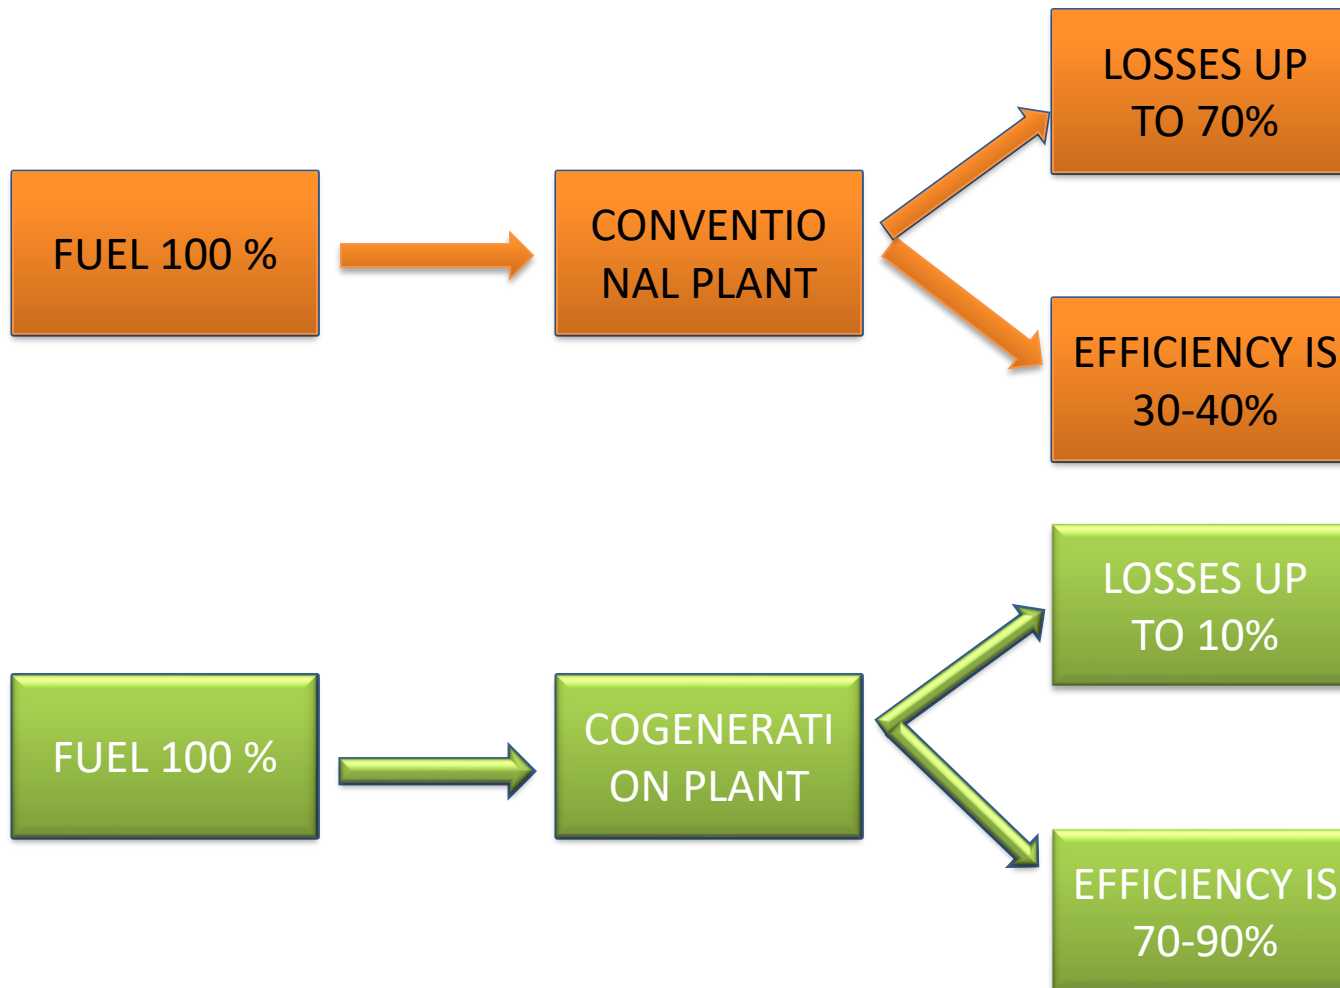 LOSSES UP
TO 70%
FUEL 100 %
CONVENTIO
NAL PLANT
EFFICIENCY IS
30-40%
LOSSES UP
TO 10%
FUEL 100 %
COGENERATI
ON PLANT
EFFICIENCY IS
70-90%